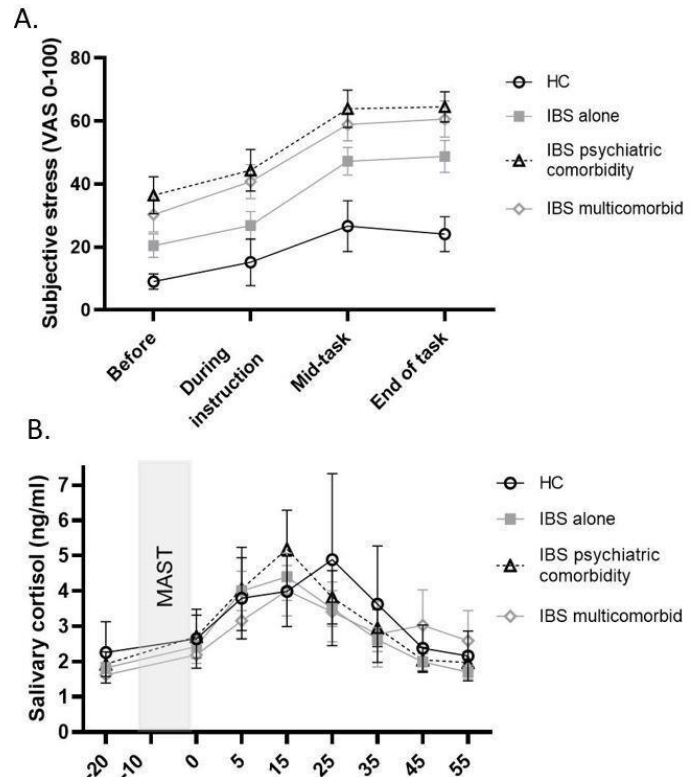 A.
Subjective stress (VAS 0-100)
80
60
40
20
0
Before
During
instruction
Mid-task
End of task
HC
IBS alone
IBS psychiatric
comorbidity
IBS multicomorbid
B.
Salivary cortisol (ng/ml)
7
6
5
4
3
2
1
0
MAST
-20
-10
0
5
15
25
35
45
55
HC
IBS alone
IBS psychiatric
comorbidity
IBS multicomorbid